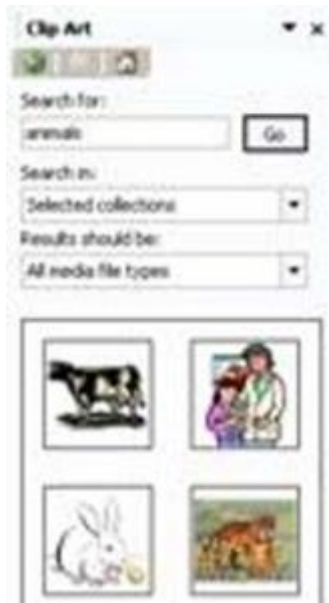 Clip Art
Search for:
animals
Go
Search in:
Selected collections
Results should be:
All media file types